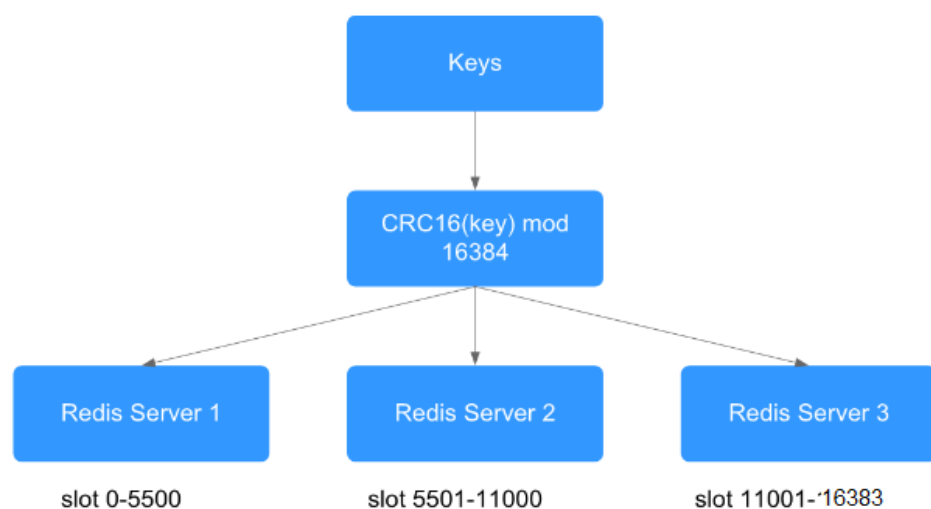 Keys
CRC16(key) mod
16384
Redis Server 1
Redis Server 2
Redis Server 3
slot 0-5500
slot 5501-11000
slot 11001-16383